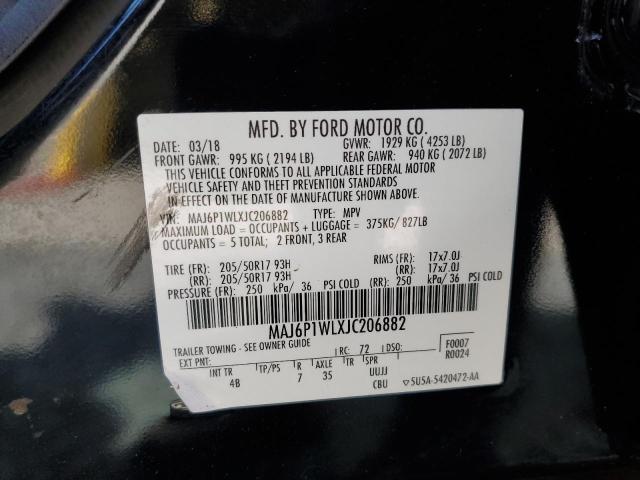 MFD. BY FORD MOTOR CO.
DATE: 03/18 GVWR: 1929 KG ( 4253 LB)
FRONT GAWR: 995 KG ( 2194 LB) REAR GAWR: 940 KG ( 2072 LB)
THIS VEHICLE CONFORMS TO ALL APPLICABLE FEDERAL MOTOR
VEHICLE SAFETY AND THEFT PREVENTION STANDARDS
IN EFFECT ON THE DATE OF MANUFACTURE SHOWN ABOVE.
VIN: MAJ6P1WLXJC206882 TYPE: MPV
MAXIMUM LOAD = OCCUPANTS + LUGGAGE = 375KG/ 827LB
OCCUPANTS = 5 TOTAL; 2 FRONT, 3 REAR
TIRE (FR): 205/50R17 93H RIMS (FR): 17x7.0J
(RR): 205/50R17 93H (RR): 17x7.0J
PRESSURE (FR): 250 kPa/ 36 PSI COLD (RR): 250 kPa/ 36 PSI COLD
MAJ6P1WLXJC206882
TRAILER TOWING - SEE OWNER GUIDE RC: 72 DSO: F0007
EXT PNT: R0024
INT TR TP/PS R AXLE TR SPR UUJJ
4B 7 35 CBU ▽5U5A-5420472-AA